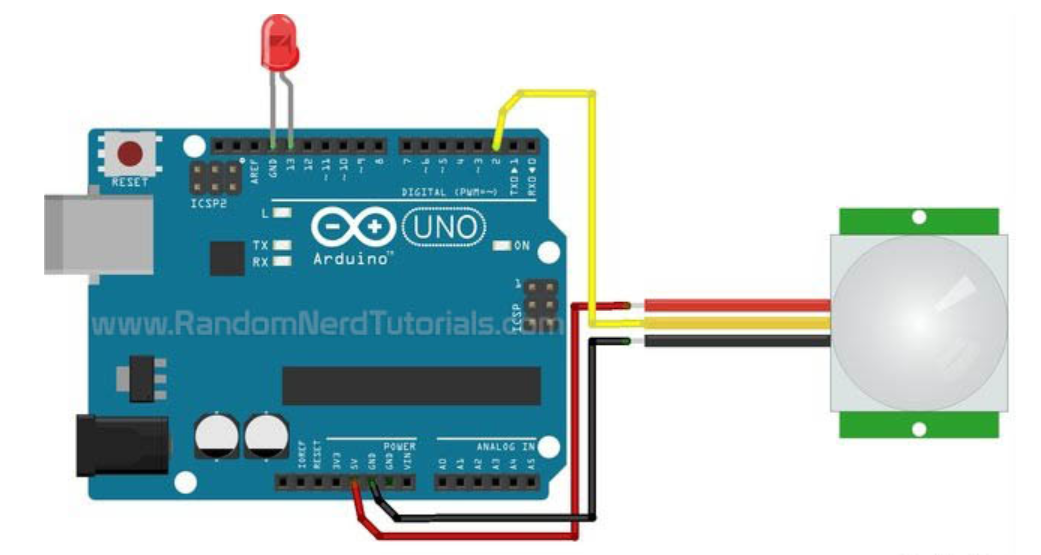 RESET
ICSP2
AREF
GND
13
12
~11
~10
~9
8
7
~6
~5
4
~3
2
TXD ▶ 1
RXD ◀ 0
DIGITAL (PWM=~)
L
TX
RX
UNO
Arduino™
ON
1
ICSP
www.RandomNerdTutorials.com
POWER
ANALOG IN
IOREF
RESET
3V3
5V
GND
GND
VIN
A0
A1
A2
A3
A4
A5